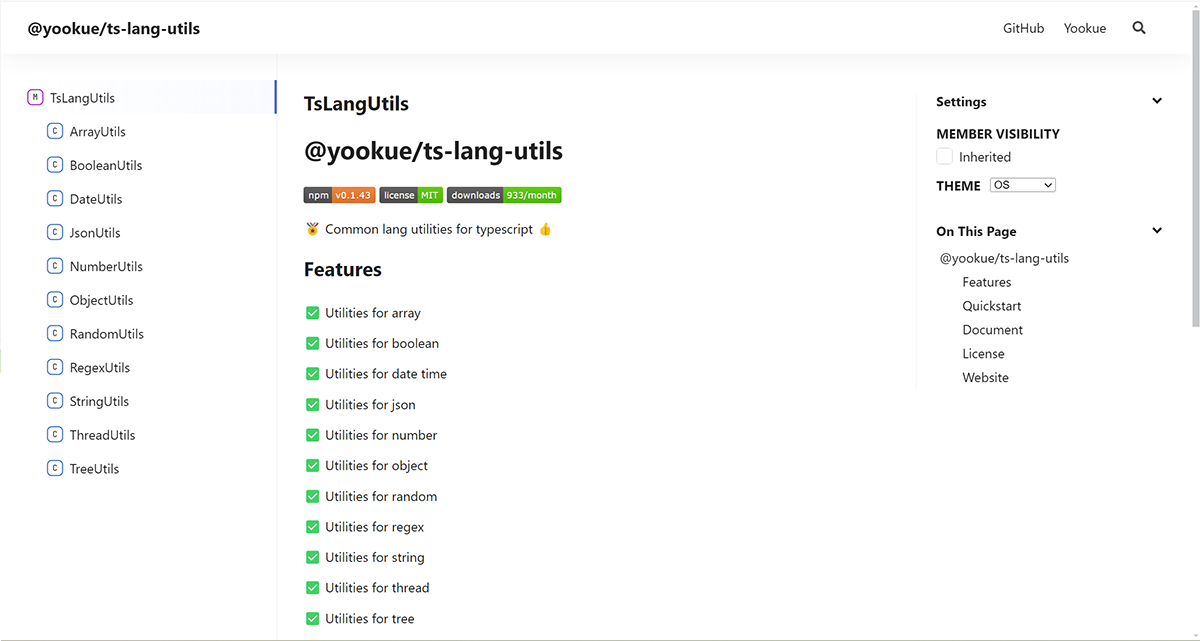 @yookue/ts-lang-utils
GitHub Yookue
M TsLangUtils
C ArrayUtils
C BooleanUtils
C DateUtils
C JsonUtils
C NumberUtils
C ObjectUtils
C RandomUtils
C RegexUtils
C StringUtils
C ThreadUtils
C TreeUtils
TsLangUtils
@yookue/ts-lang-utils
npm v0.1.43 license MIT downloads 933/month
🏅 Common lang utilities for typescript 👍
Features
✅ Utilities for array
✅ Utilities for boolean
✅ Utilities for date time
✅ Utilities for json
✅ Utilities for number
✅ Utilities for object
✅ Utilities for random
✅ Utilities for regex
✅ Utilities for string
✅ Utilities for thread
✅ Utilities for tree
Settings
MEMBER VISIBILITY
Inherited
THEME OS
On This Page
@yookue/ts-lang-utils
Features
Quickstart
Document
License
Website